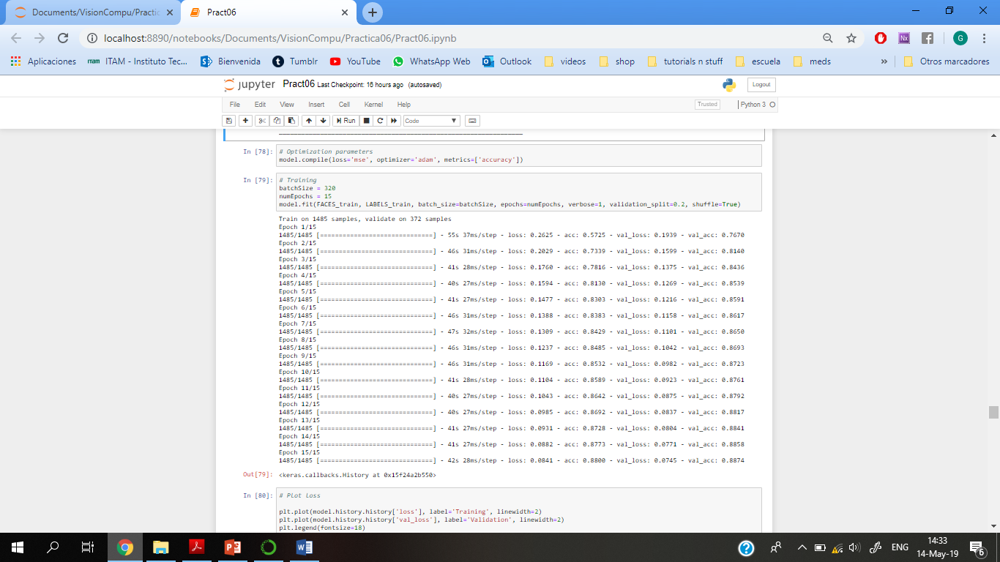 Documents/VisionCompu/Practic
Pract06
localhost:8890/notebooks/Documents/VisionCompu/Practica06/Pract06.ipynb
G
Aplicaciones
ITAM ITAM - Instituto Tec...
Bienvenida
Tumblr
YouTube
WhatsApp Web
Outlook
videos
shop
tutorials n stuff
escuela
meds
»
Otros marcadores
jupyter Pract06 Last Checkpoint: 16 hours ago (autosaved)
Logout
File Edit View Insert Cell Kernel Help
Trusted
Python 3
Run
Code
In [78]: # Optimization parameters
model.compile(loss='mse', optimizer='adam', metrics=['accuracy'])
In [79]: # Training
batchSize = 320
numEpochs = 15
model.fit(FACES_train, LABELS_train, batch_size=batchSize, epochs=numEpochs, verbose=1, validation_split=0.2, shuffle=True)
Train on 1485 samples, validate on 372 samples
Epoch 1/15
1485/1485 [==============================] - 55s 37ms/step - loss: 0.2625 - acc: 0.5725 - val_loss: 0.1939 - val_acc: 0.7670
Epoch 2/15
1485/1485 [==============================] - 46s 31ms/step - loss: 0.2029 - acc: 0.7339 - val_loss: 0.1599 - val_acc: 0.8140
Epoch 3/15
1485/1485 [==============================] - 41s 28ms/step - loss: 0.1760 - acc: 0.7816 - val_loss: 0.1375 - val_acc: 0.8436
Epoch 4/15
1485/1485 [==============================] - 40s 27ms/step - loss: 0.1594 - acc: 0.8130 - val_loss: 0.1269 - val_acc: 0.8539
Epoch 5/15
1485/1485 [==============================] - 41s 27ms/step - loss: 0.1477 - acc: 0.8303 - val_loss: 0.1216 - val_acc: 0.8591
Epoch 6/15
1485/1485 [==============================] - 46s 31ms/step - loss: 0.1388 - acc: 0.8383 - val_loss: 0.1158 - val_acc: 0.8617
Epoch 7/15
1485/1485 [==============================] - 47s 32ms/step - loss: 0.1309 - acc: 0.8429 - val_loss: 0.1101 - val_acc: 0.8650
Epoch 8/15
1485/1485 [==============================] - 46s 31ms/step - loss: 0.1237 - acc: 0.8485 - val_loss: 0.1042 - val_acc: 0.8693
Epoch 9/15
1485/1485 [==============================] - 46s 31ms/step - loss: 0.1169 - acc: 0.8532 - val_loss: 0.0982 - val_acc: 0.8723
Epoch 10/15
1485/1485 [==============================] - 41s 28ms/step - loss: 0.1104 - acc: 0.8589 - val_loss: 0.0923 - val_acc: 0.8761
Epoch 11/15
1485/1485 [==============================] - 40s 27ms/step - loss: 0.1043 - acc: 0.8642 - val_loss: 0.0875 - val_acc: 0.8792
Epoch 12/15
1485/1485 [==============================] - 40s 27ms/step - loss: 0.0985 - acc: 0.8692 - val_loss: 0.0837 - val_acc: 0.8817
Epoch 13/15
1485/1485 [==============================] - 41s 27ms/step - loss: 0.0931 - acc: 0.8728 - val_loss: 0.0804 - val_acc: 0.8841
Epoch 14/15
1485/1485 [==============================] - 41s 27ms/step - loss: 0.0882 - acc: 0.8773 - val_loss: 0.0771 - val_acc: 0.8858
Epoch 15/15
1485/1485 [==============================] - 42s 28ms/step - loss: 0.0841 - acc: 0.8800 - val_loss: 0.0745 - val_acc: 0.8874
Out[79]: <keras.callbacks.History at 0x15f24a2b550>
In [80]: # Plot Loss
plt.plot(model.history.history['loss'], label='Training', linewidth=2)
plt.plot(model.history.history['val_loss'], label='Validation', linewidth=2)
plt.legend(fontsize=18)
ENG
14:33
14-May-19
6